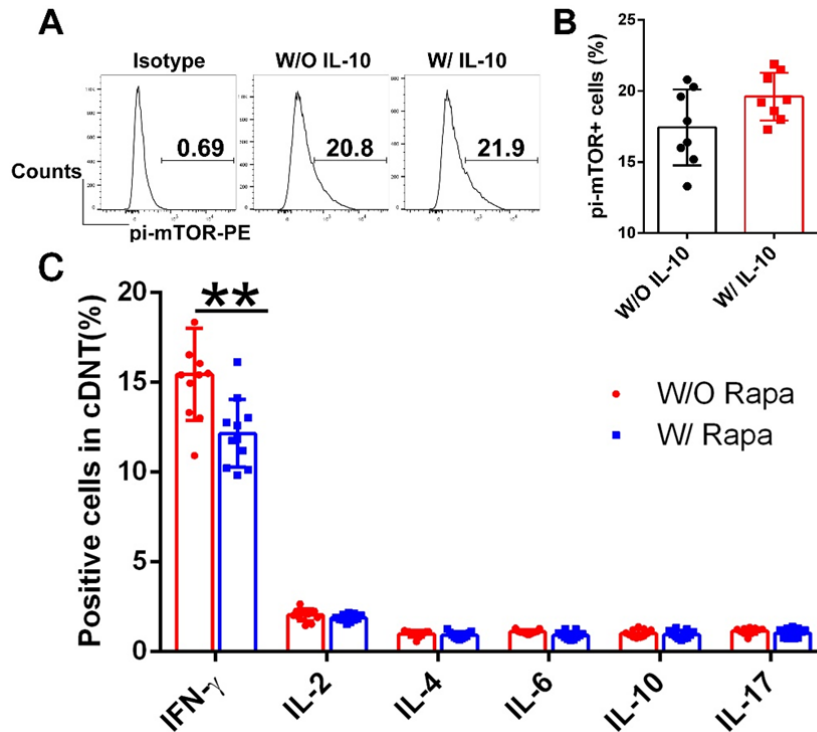 A
Isotype
W/O IL-10
W/ IL-10
0.69
20.8
21.9
Counts
pi-mTOR-PE
B
pi-mTOR+ cells (%)
25
20
15
10
W/O IL-10
W/ IL-10
C
Positive cells in cDNT(%)
20
15
10
5
0
**
W/O Rapa
W/ Rapa
IFN-γ
IL-2
IL-4
IL-6
IL-10
IL-17